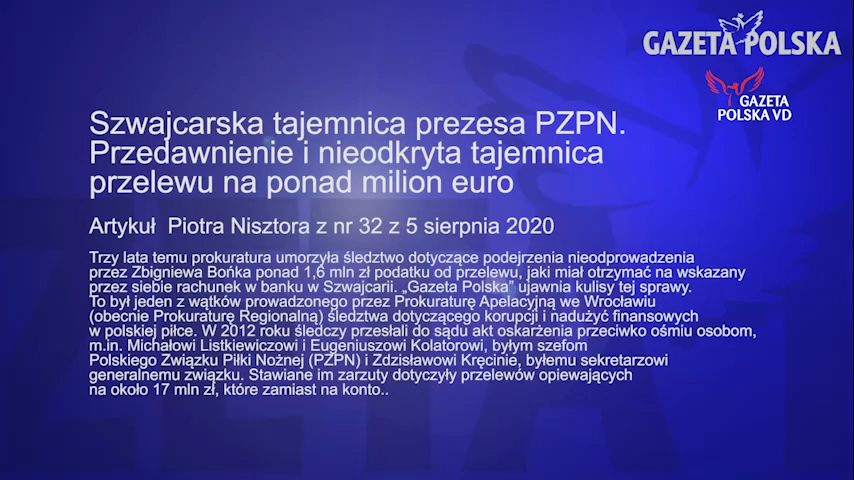 GAZETA POLSKA
GAZETA
POLSKA VD
Szwajcarska tajemnica prezesa PZPN.
Przedawnienie i nieodkryta tajemnica
przelewu na ponad milion euro
Artykuł Piotra Nisztora z nr 32 z 5 sierpnia 2020
Trzy lata temu prokuratura umorzyła śledztwo dotyczące podejrzenia nieodprowadzenia
przez Zbigniewa Bońka ponad 1,6 mln zł podatku od przelewu, jaki miał otrzymać na wskazany
przez siebie rachunek w banku w Szwajcarii. „Gazeta Polska” ujawnia kulisy tej sprawy.
To był jeden z wątków prowadzonego przez Prokuraturę Apelacyjną we Wrocławiu
(obecnie Prokuraturę Regionalną) śledztwa dotyczącego korupcji i nadużyć finansowych
w polskiej piłce. W 2012 roku śledczy przesłali do sądu akt oskarżenia przeciwko ośmiu osobom,
m.in. Michałowi Listkiewiczowi i Eugeniuszowi Kolatorowi, byłym szefom
Polskiego Związku Piłki Nożnej (PZPN) i Zdzisławowi Kręcinie, byłemu sekretarzowi
generalnemu związku. Stawiane im zarzuty dotyczyły przelewów opiewających
na około 17 mln zł, które zamiast na konto..